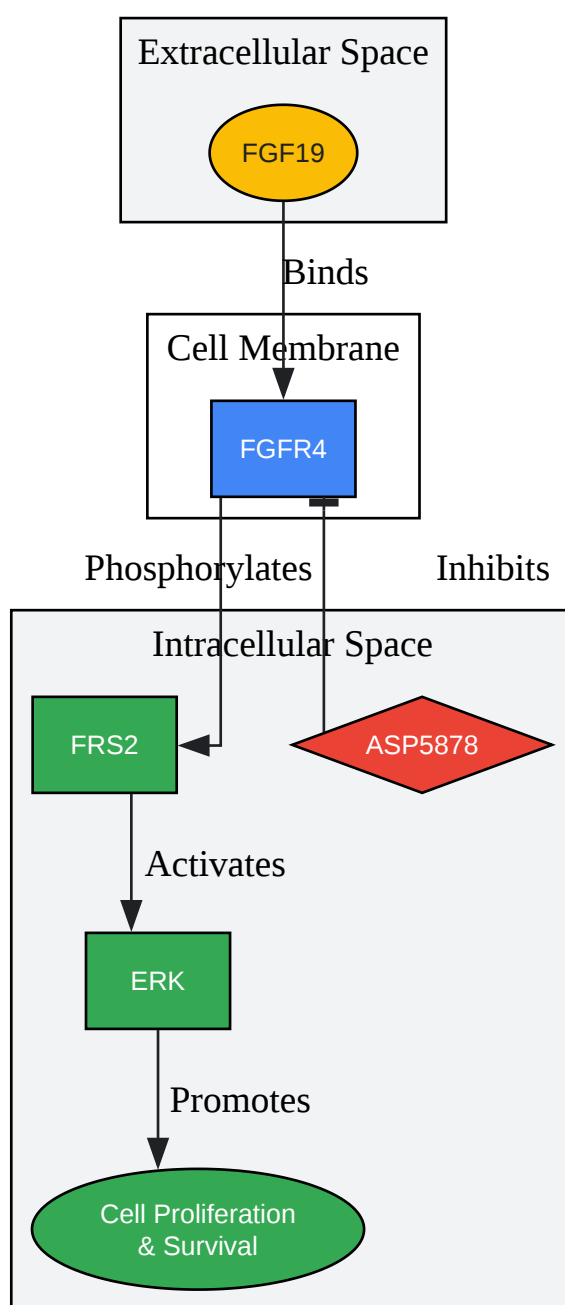 Extracellular Space
FGF19
Binds
Cell Membrane
FGFR4
Phosphorylates
Inhibits
Intracellular Space
FRS2
ASP5878
Activates
ERK
Promotes
Cell Proliferation
& Survival